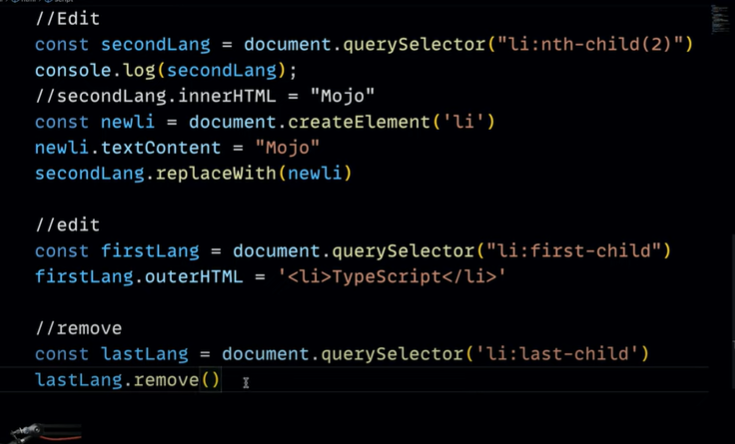 //Edit
const secondLang = document.querySelector("li:nth-child(2)")
console.log(secondLang);
//secondLang.innerHTML = "Mojo"
const newli = document.createElement('li')
newli.textContent = "Mojo"
secondLang.replaceWith(newli)
//edit
const firstLang = document.querySelector("li:first-child")
firstLang.outerHTML = '<li>TypeScript</li>'
//remove
const lastLang = document.querySelector('li:last-child')
lastLang.remove()